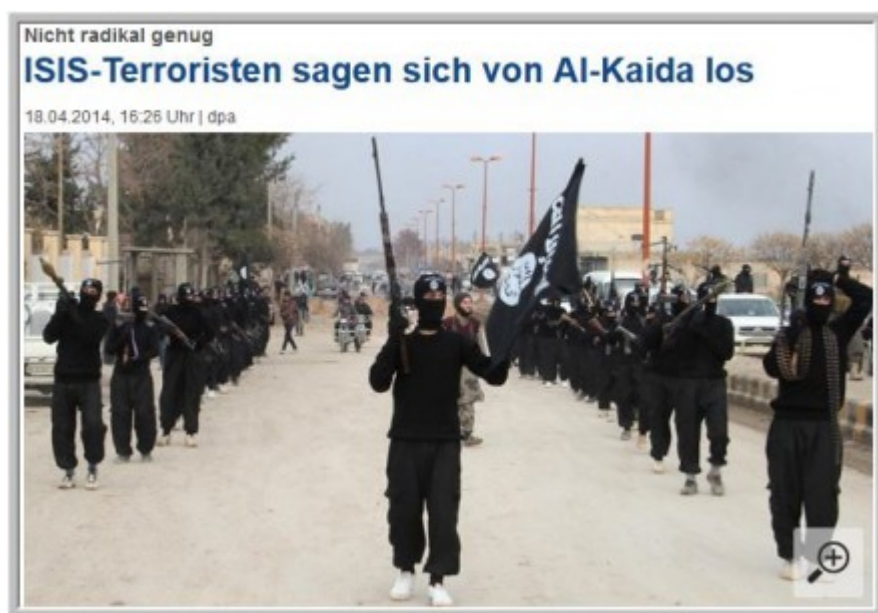 Nicht radikal genug
ISIS-Terroristen sagen sich von Al-Kaida los
18.04.2014, 16:26 Uhr | dpa